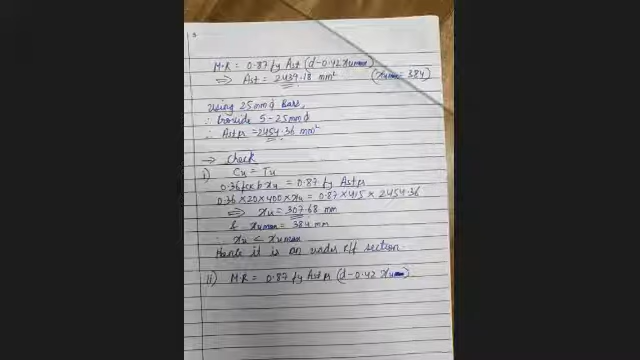 M.R = 0.87 fy Ast (d-0.42 xumax)
⇒ Ast = 2439.18 mm² (xumax = 384)
Using 25mm ϕ Bars,
∴ Provide 5-25mm ϕ
∴ Astpr = 2454.36 mm²
→ Check
i) Cu = Tu
0.36 fck b xu = 0.87 fy Astpr
0.36 × 20 × 400 × xu = 0.87 × 415 × 2454.36
⇒ xu = 307.68 mm
& xumax = 384 mm
∴ xu < xumax
Hence it is an under r/f section.
ii) M.R = 0.87 fy Astpr (d-0.42 xu)